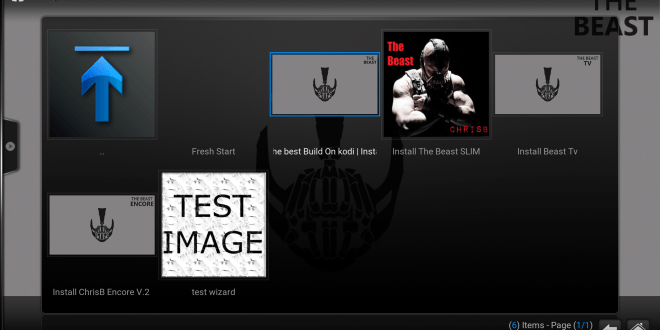 THE
BEAST
THE
BEAST
The
Beast
CHRISB
THE BEAST
TV
..
Fresh Start
he best Build On kodi | Inst
Install The Beast SLIM
Install Beast Tv
THE BEAST
ENCORE
TEST
IMAGE
Install ChrisB Encore V.2
test wizard
(6) Items - Page (1/1)